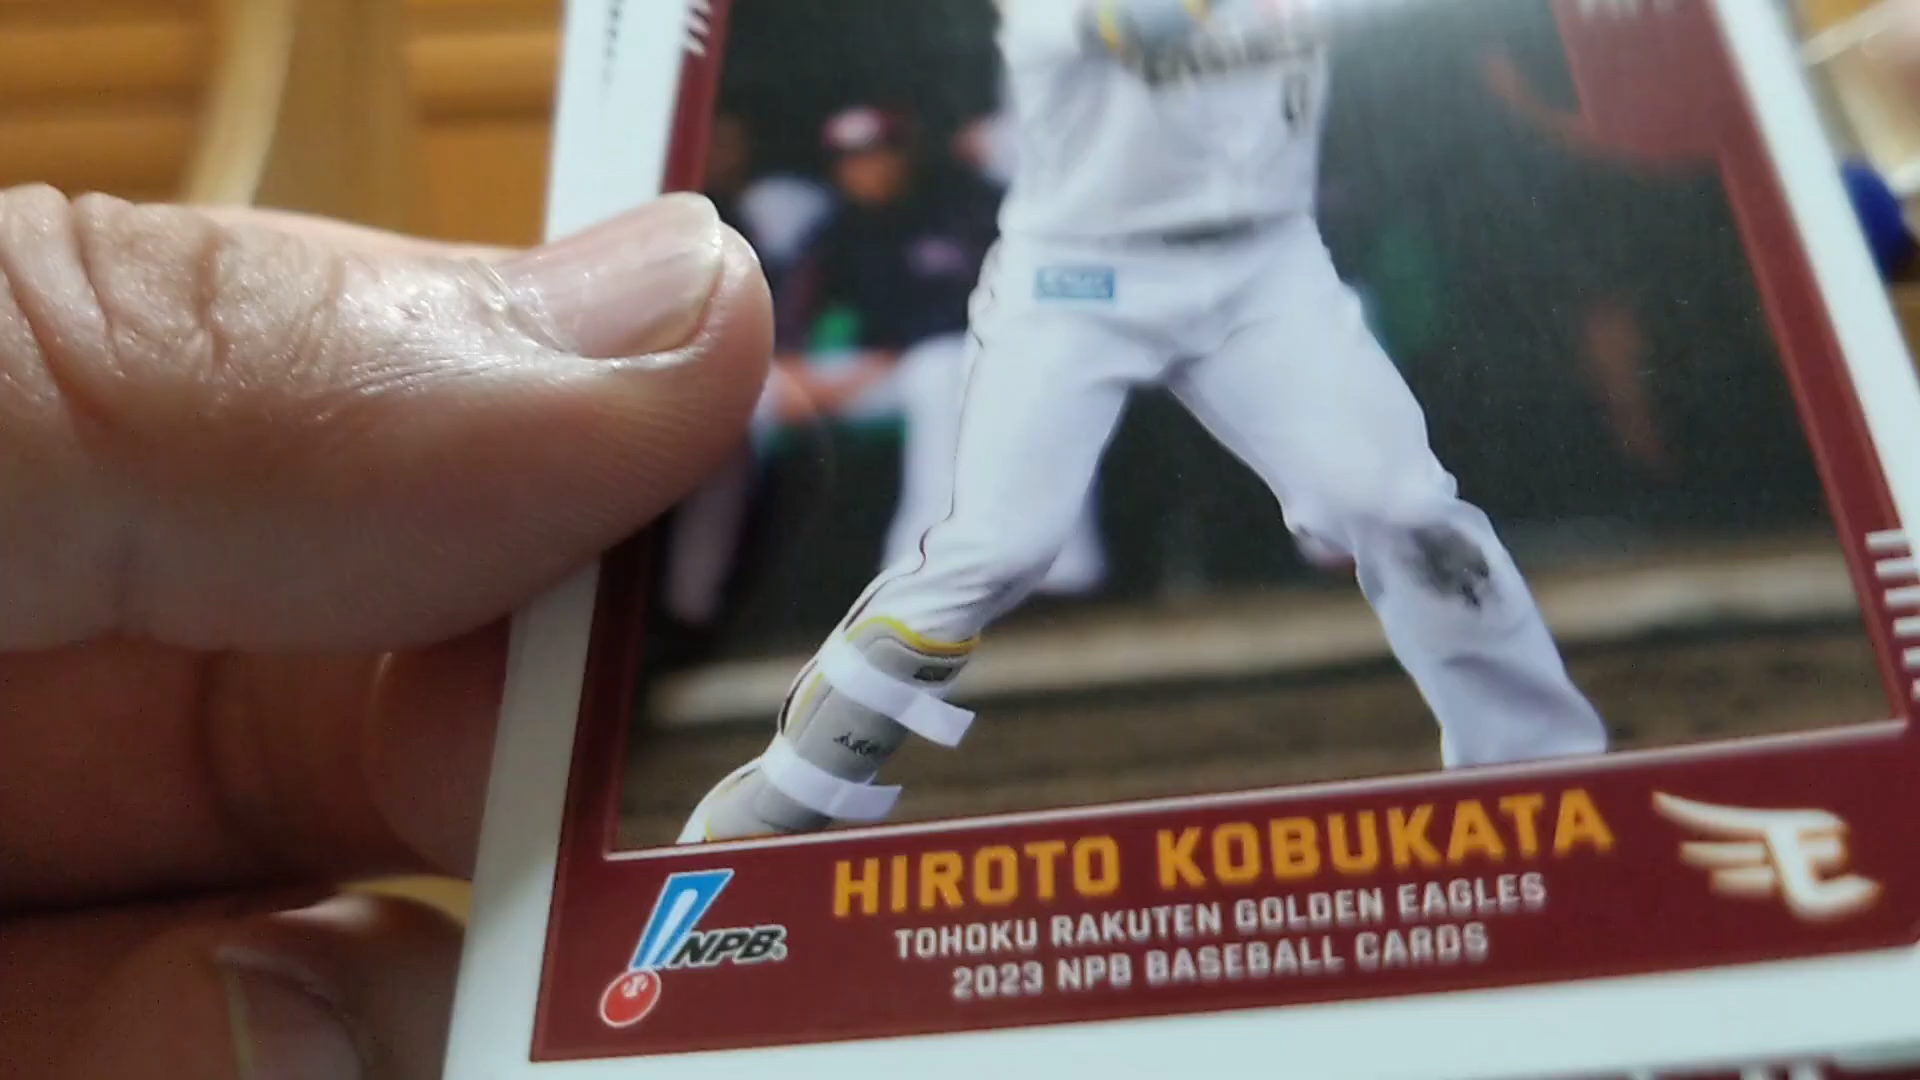 HIROTO KOBUKATA
TOHOKU RAKUTEN GOLDEN EAGLES
2023 NPB BASEBALL CARDS
NPB